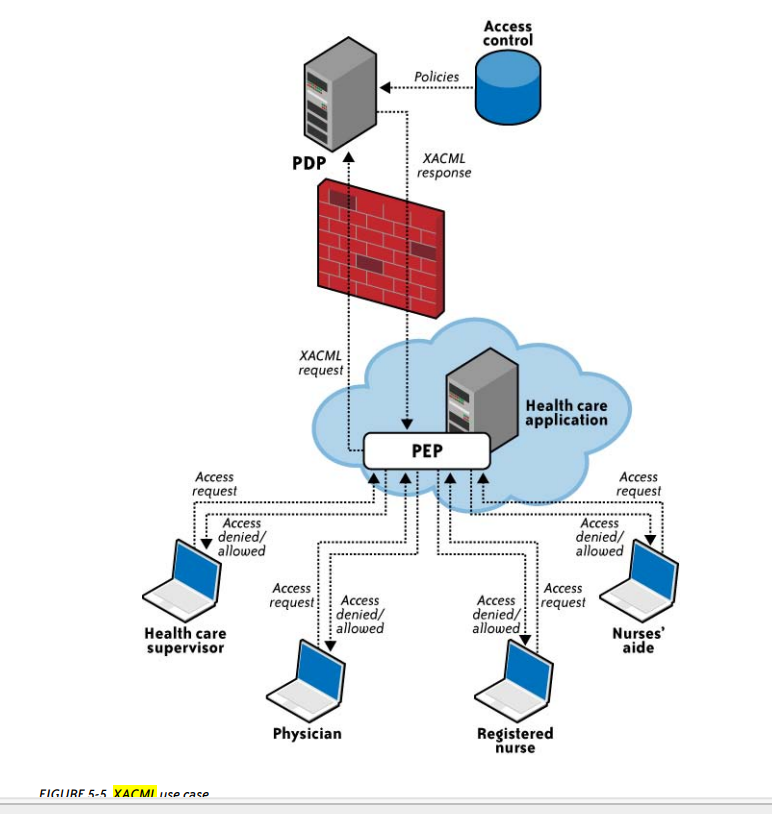 Access
control
Policies
PDP
XACML
response
XACML
request
Health care
application
PEP
Access
request
Access
denied/
allowed
Health care
supervisor
Access
request
Access
denied/
allowed
Physician
Access
denied/
allowed
Access
request
Registered
nurse
Access
request
Access
denied/
allowed
Nurses'
aide
FIGURE 5-5. XACML use case